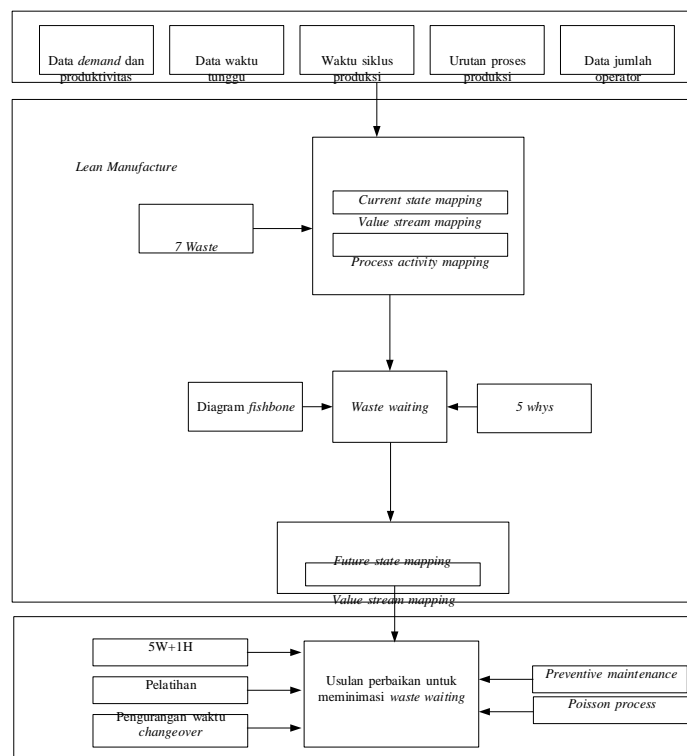 Data demand dan
produktivitas
Data waktu
tunggu
Waktu siklus
produksi
Urutan proses
produksi
Data jumlah
operator
Lean Manufacture
7 Waste
Current state mapping
Value stream mapping
Process activity mapping
Diagram fishbone
Waste waiting
5 whys
Future state mapping
Value stream mapping
5W+1H
Pelatihan
Pengurangan waktu
changeover
Usulan perbaikan untuk
meminimasi waste waiting
Preventive maintenance
Poisson process